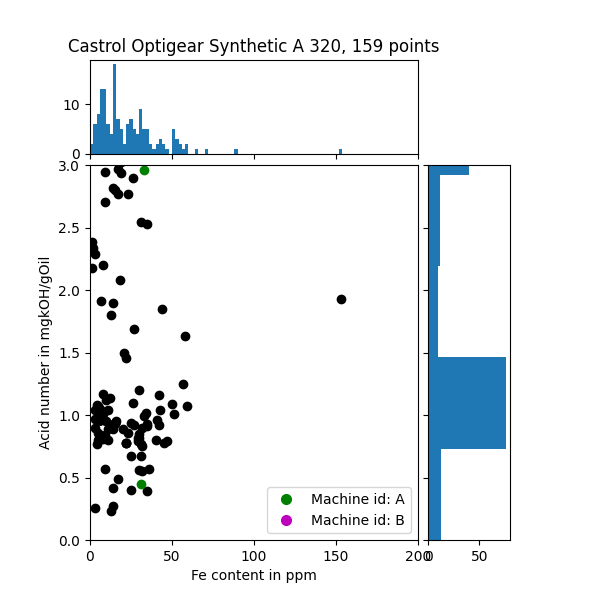 Castrol Optigear Synthetic A 320, 159 points
10
0
3.0
2.5
2.0
1.5
1.0
0.5
0.0
Acid number in mgkOH/gOil
Machine id: A
Machine id: B
0 50 100 150 200 0 50
Fe content in ppm